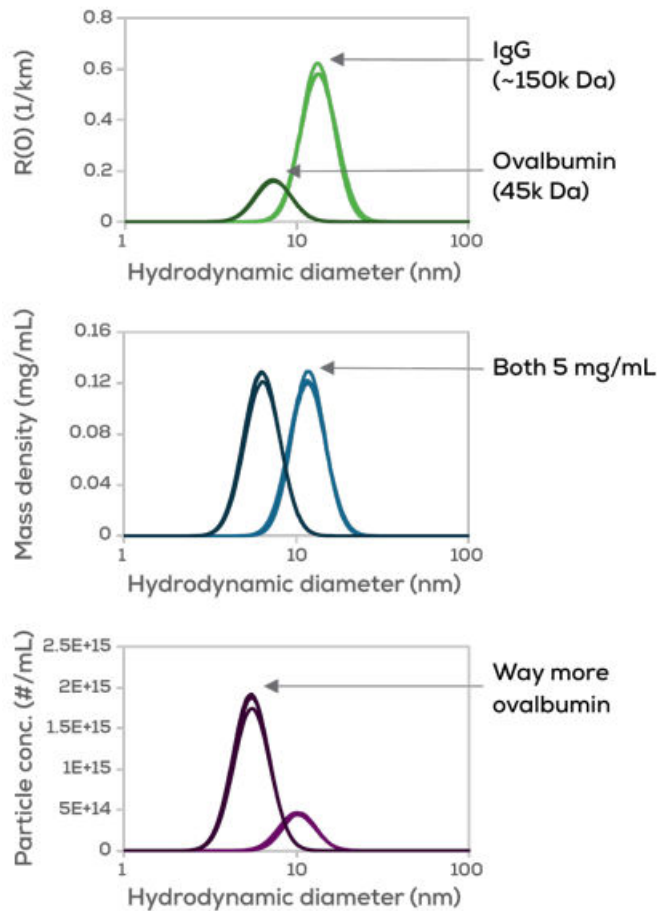 R(0) (1/km)
0.8
0.6
0.4
0.2
0
1
10
100
Hydrodynamic diameter (nm)
IgG
(~150k Da)
Ovalbumin
(45k Da)
Mass density (mg/mL)
0.16
0.12
0.08
0.04
0
1
10
100
Hydrodynamic diameter (nm)
Both 5 mg/mL
Particle conc. (#/mL)
2.5E+15
2E+15
1.5E+15
1E+15
5E+14
0
1
10
100
Hydrodynamic diameter (nm)
Way more
ovalbumin